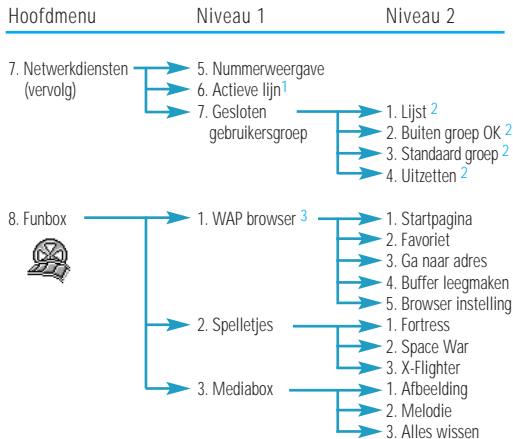 Hoofdmenu Niveau 1 Niveau 2
7. Netwerkdiensten (vervolg)
5. Nummerweergave
6. Actieve lijn 1
7. Gesloten gebruikersgroep
1. Lijst 2
2. Buiten groep OK 2
3. Standaard groep 2
4. Uitzetten 2
8. Funbox
1. WAP browser 3
1. Startpagina
2. Favoriet
3. Ga naar adres
4. Buffer leegmaken
5. Browser instelling
2. Spelletjes
1. Fortress
2. Space War
3. X-Flighter
3. Mediabox
1. Afbeelding
2. Melodie
3. Alles wissen